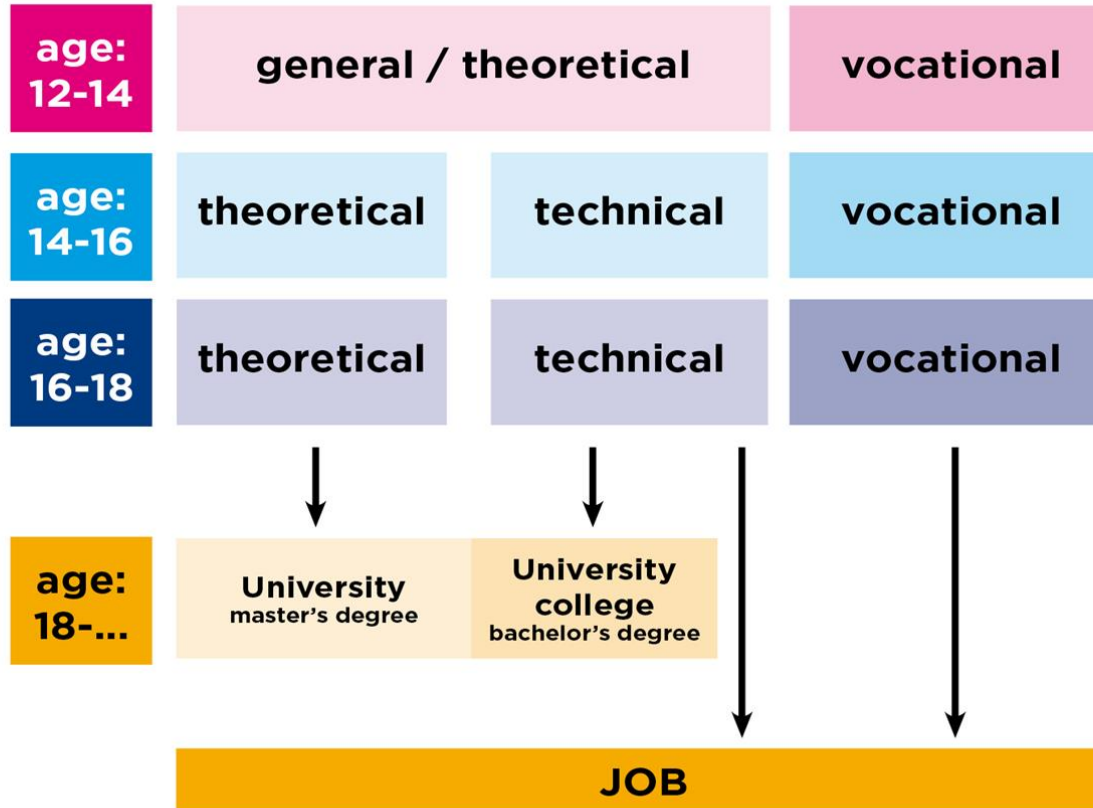 age:
12-14
general / theoretical
vocational
age:
14-16
theoretical
technical
vocational
age:
16-18
theoretical
technical
vocational
age:
18-...
University
master's degree
University
college
bachelor's degree
JOB